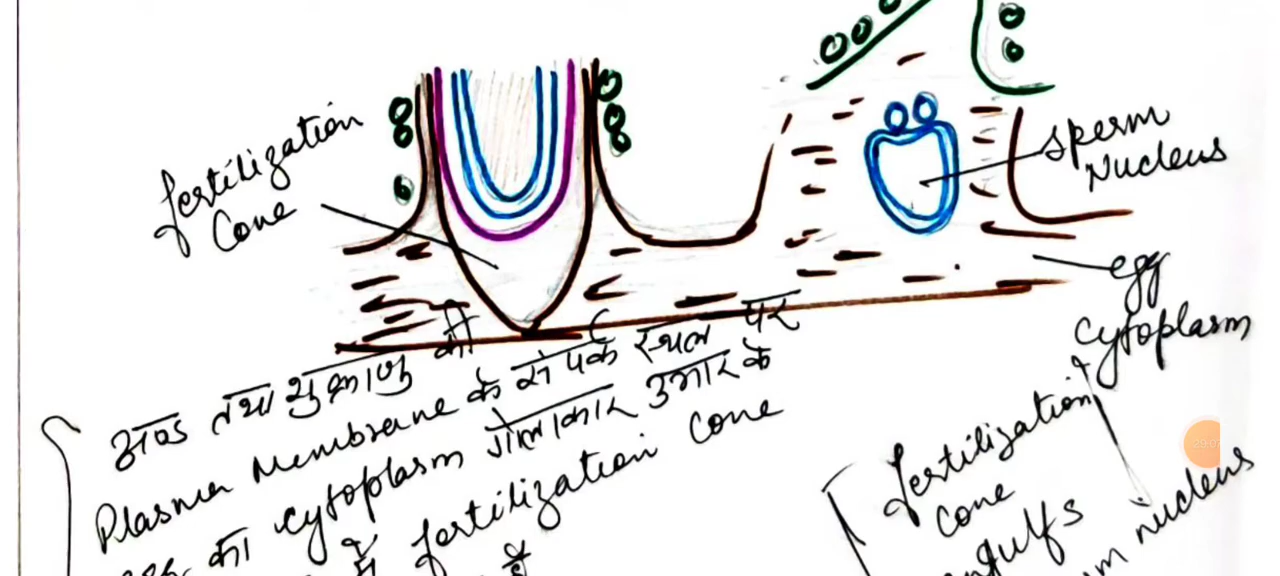 fertilization
Cone
Sperm
Nucleus
egg
cytoplasm
अण्ड तथा शुक्राणु की
Plasma Membrane के संपर्क स्थल पर
का cytoplasm गोलाकार उभार के
में fertilization cone
है
fertilization
cone
engulfs
nucleus